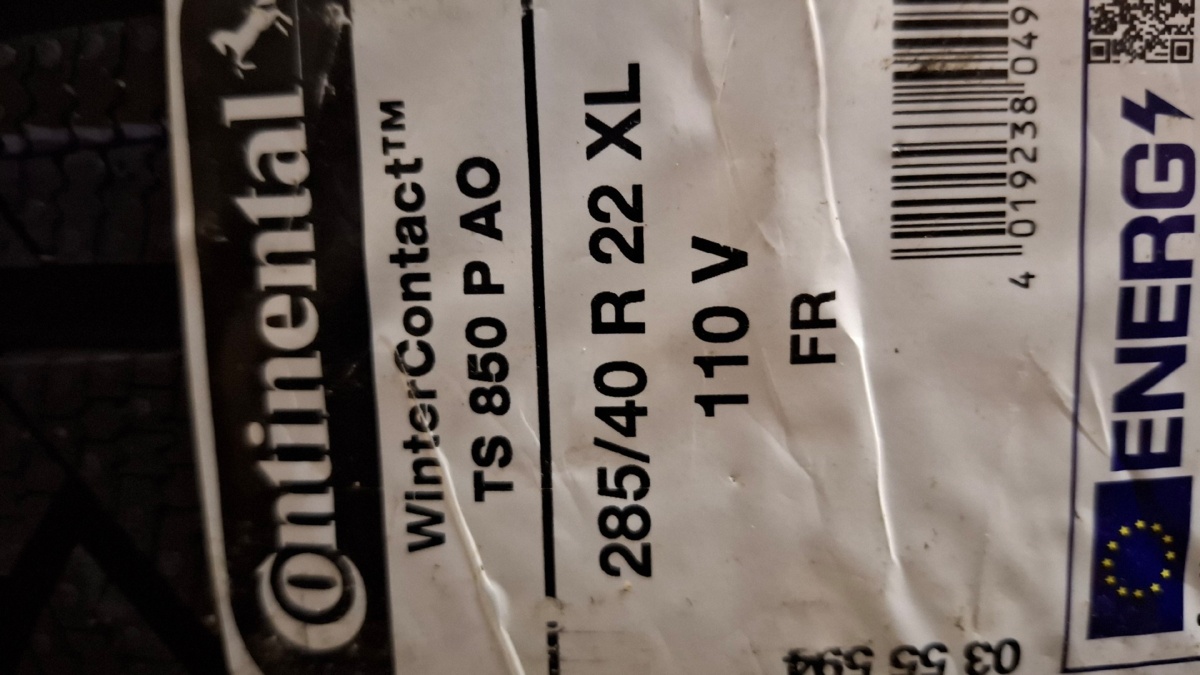 Continental
WinterContact™
TS 850 P AO
285/40 R 22 XL
110 V
FR
4 019238 049
ENERG
03 55 594